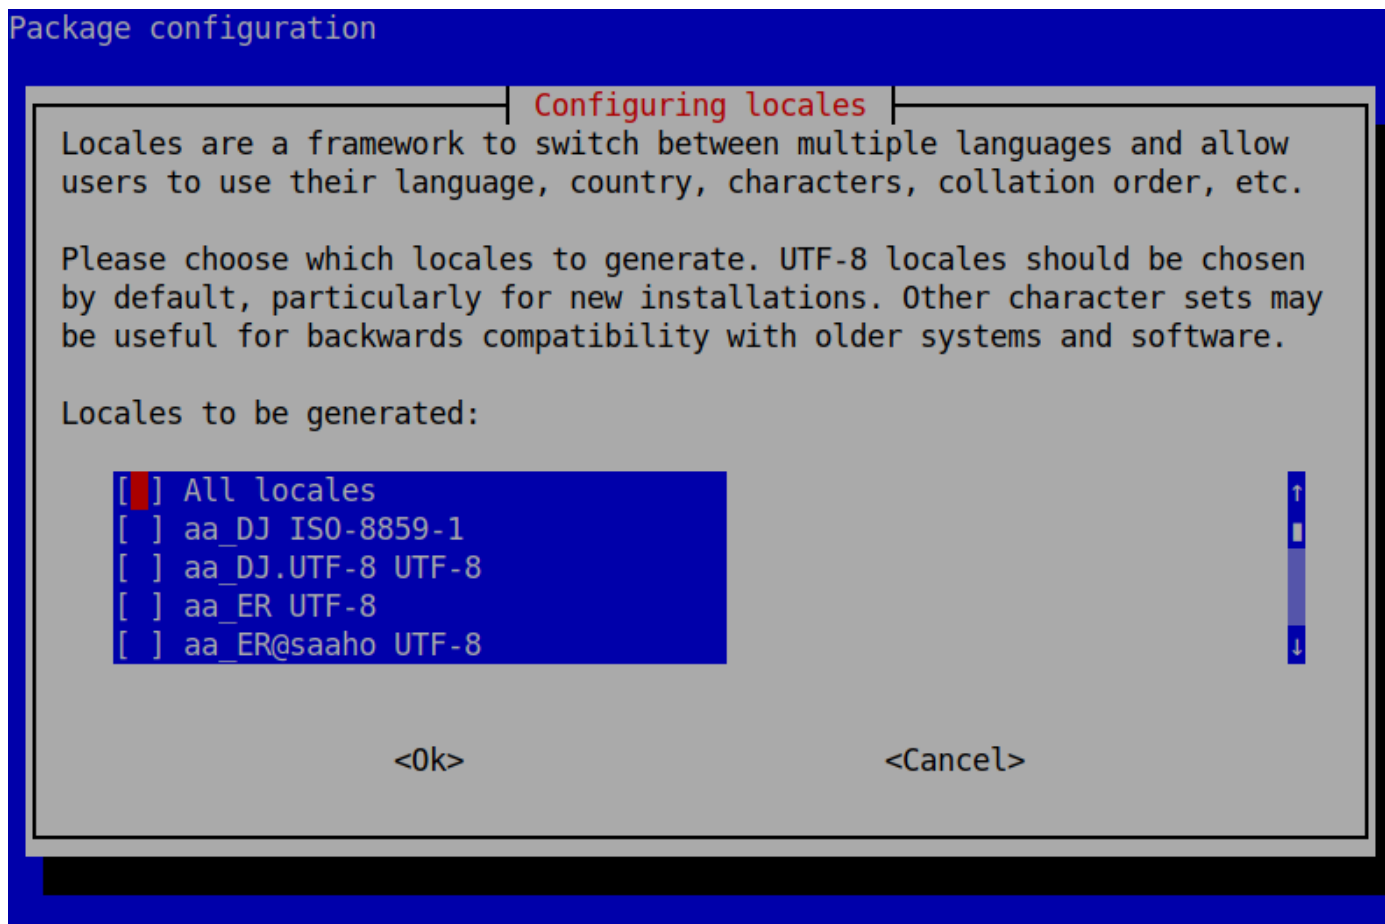 Package configuration
Configuring locales
Locales are a framework to switch between multiple languages and allow
users to use their language, country, characters, collation order, etc.
Please choose which locales to generate. UTF-8 locales should be chosen
by default, particularly for new installations. Other character sets may
be useful for backwards compatibility with older systems and software.
Locales to be generated:
[ ] All locales
[ ] aa_DJ ISO-8859-1
[ ] aa_DJ.UTF-8 UTF-8
[ ] aa_ER UTF-8
[ ] aa_ER@saaho UTF-8
<Ok> <Cancel>